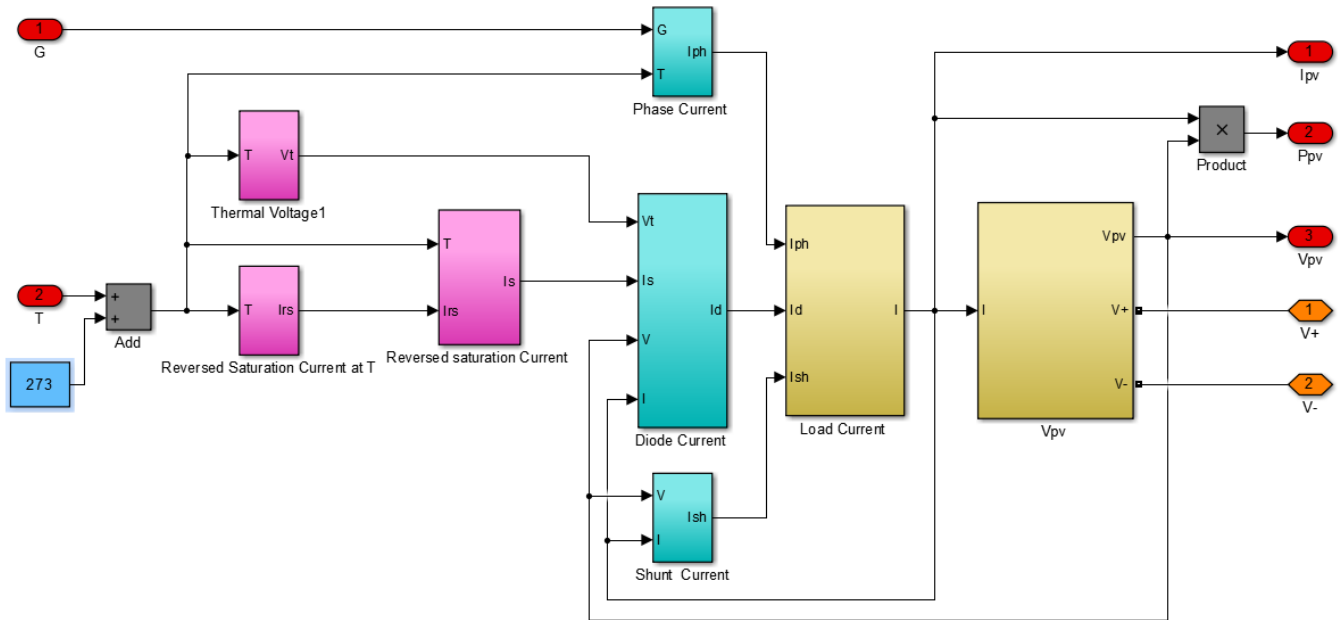 1
G
G
T
Iph
Phase Current
1
Ipv
×
Product
2
Ppv
T
Vt
Thermal Voltage1
T
Irs
Is
Reversed saturation Current
Vt
Is
V
I
Id
Diode Current
Iph
Id
Ish
I
Load Current
I
Vpv
V+
V-
Vpv
3
Vpv
1
V+
2
V-
2
T
+
+
Add
273
T
Irs
Reversed Saturation Current at T
V
I
Ish
Shunt Current